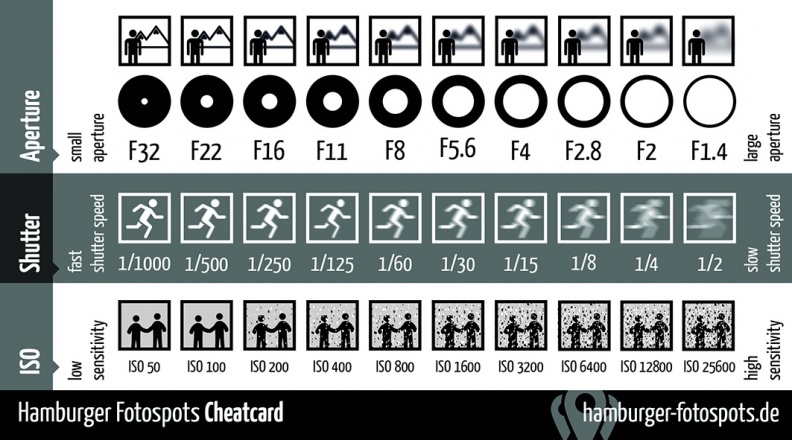 Aperture
small
aperture
F32 F22 F16 F11 F8 F5.6 F4 F2.8 F2 F1.4
large
aperture
Shutter
fast
shutter speed
1/1000 1/500 1/250 1/125 1/60 1/30 1/15 1/8 1/4 1/2
slow
shutter speed
ISO
low
sensitivity
ISO 50 ISO 100 ISO 200 ISO 400 ISO 800 ISO 1600 ISO 3200 ISO 6400 ISO 12800 ISO 25600
high
sensitivity
Hamburger Fotospots Cheatcard
hamburger-fotospots.de